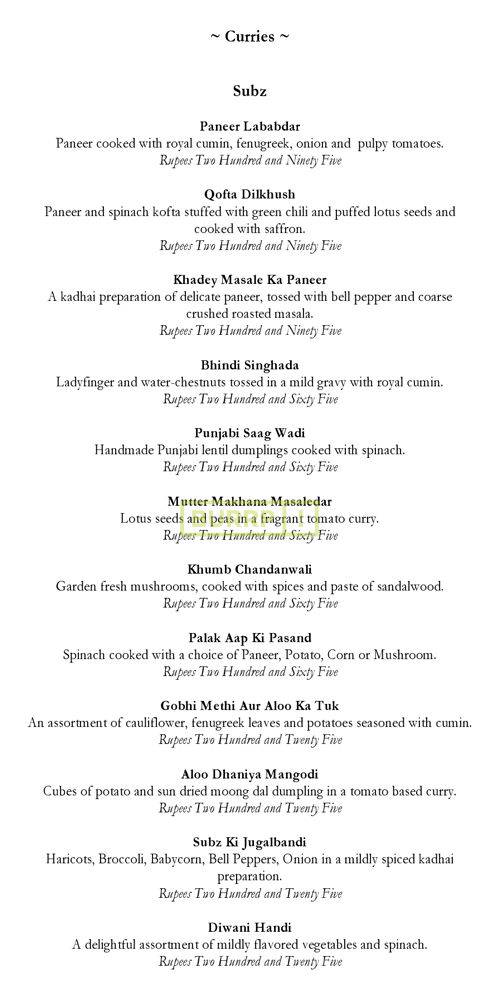 ~ Curries ~
Subz
Paneer Lababdar
Paneer cooked with royal cumin, fenugreek, onion and pulpy tomatoes.
Rupees Two Hundred and Ninety Five
Qofta Dilkhush
Paneer and spinach kofta stuffed with green chili and puffed lotus seeds and
cooked with saffron.
Rupees Two Hundred and Ninety Five
Khadey Masale Ka Paneer
A kadhai preparation of delicate paneer, tossed with bell pepper and coarse
crushed roasted masala.
Rupees Two Hundred and Ninety Five
Bhindi Singhada
Ladyfinger and water-chestnuts tossed in a mild gravy with royal cumin.
Rupees Two Hundred and Sixty Five
Punjabi Saag Wadi
Handmade Punjabi lentil dumplings cooked with spinach.
Rupees Two Hundred and Sixty Five
Mutter Makhana Masaledar
Lotus seeds and peas in a fragrant tomato curry.
BURRP!
Rupees Two Hundred and Sixty Five
Khumb Chandanwali
Garden fresh mushrooms, cooked with spices and paste of sandalwood.
Rupees Two Hundred and Sixty Five
Palak Aap Ki Pasand
Spinach cooked with a choice of Paneer, Potato, Corn or Mushroom.
Rupees Two Hundred and Sixty Five
Gobhi Methi Aur Aloo Ka Tuk
An assortment of cauliflower, fenugreek leaves and potatoes seasoned with cumin.
Rupees Two Hundred and Twenty Five
Aloo Dhaniya Mangodi
Cubes of potato and sun dried moong dal dumpling in a tomato based curry.
Rupees Two Hundred and Twenty Five
Subz Ki Jugalbandi
Haricots, Broccoli, Babycorn, Bell Peppers, Onion in a mildly spiced kadhai
preparation.
Rupees Two Hundred and Twenty Five
Diwani Handi
A delightful assortment of mildly flavored vegetables and spinach.
Rupees Two Hundred and Twenty Five